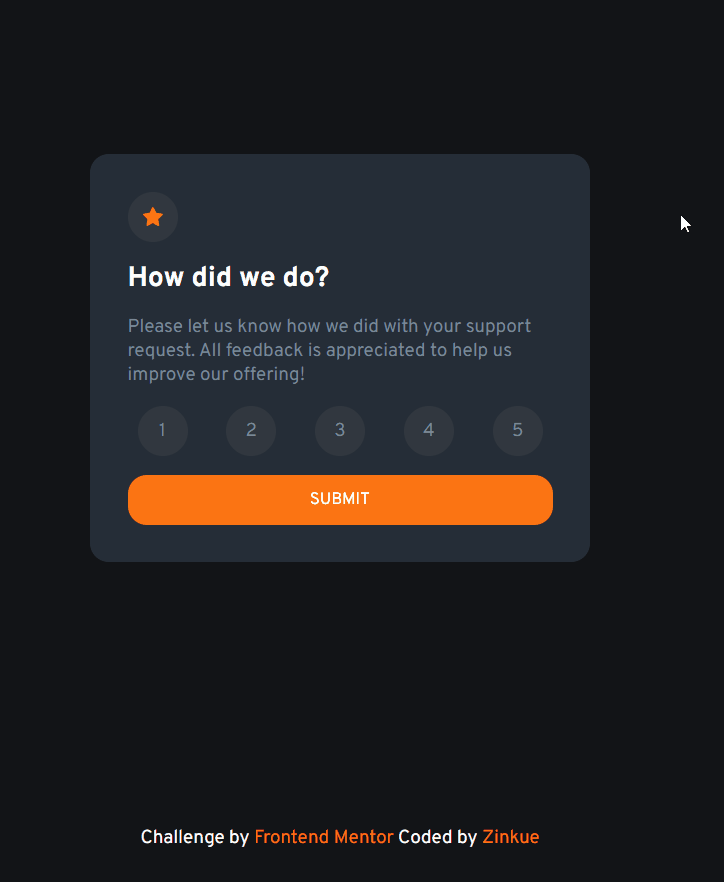 How did we do?
Please let us know how we did with your support
request. All feedback is appreciated to help us
improve our offering!
1 2 3 4 5
SUBMIT
Challenge by Frontend Mentor Coded by Zinkue